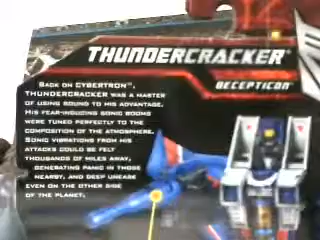 THUNDERCRACKER
DECEPTICON
BACK ON CYBERTRON™,
THUNDERCRACKER WAS A MASTER
OF USING SOUND TO HIS ADVANTAGE.
HIS FEAR-INDUCING SONIC BOOMS
WERE TUNED PERFECTLY TO THE
COMPOSITION OF THE ATMOSPHERE.
SONIC VIBRATIONS FROM HIS
ATTACKS COULD BE FELT
THOUSANDS OF MILES AWAY,
GENERATING PANIC IN THOSE
NEARBY, AND DEEP UNEASE
EVEN ON THE OTHER SIDE
OF THE PLANET.